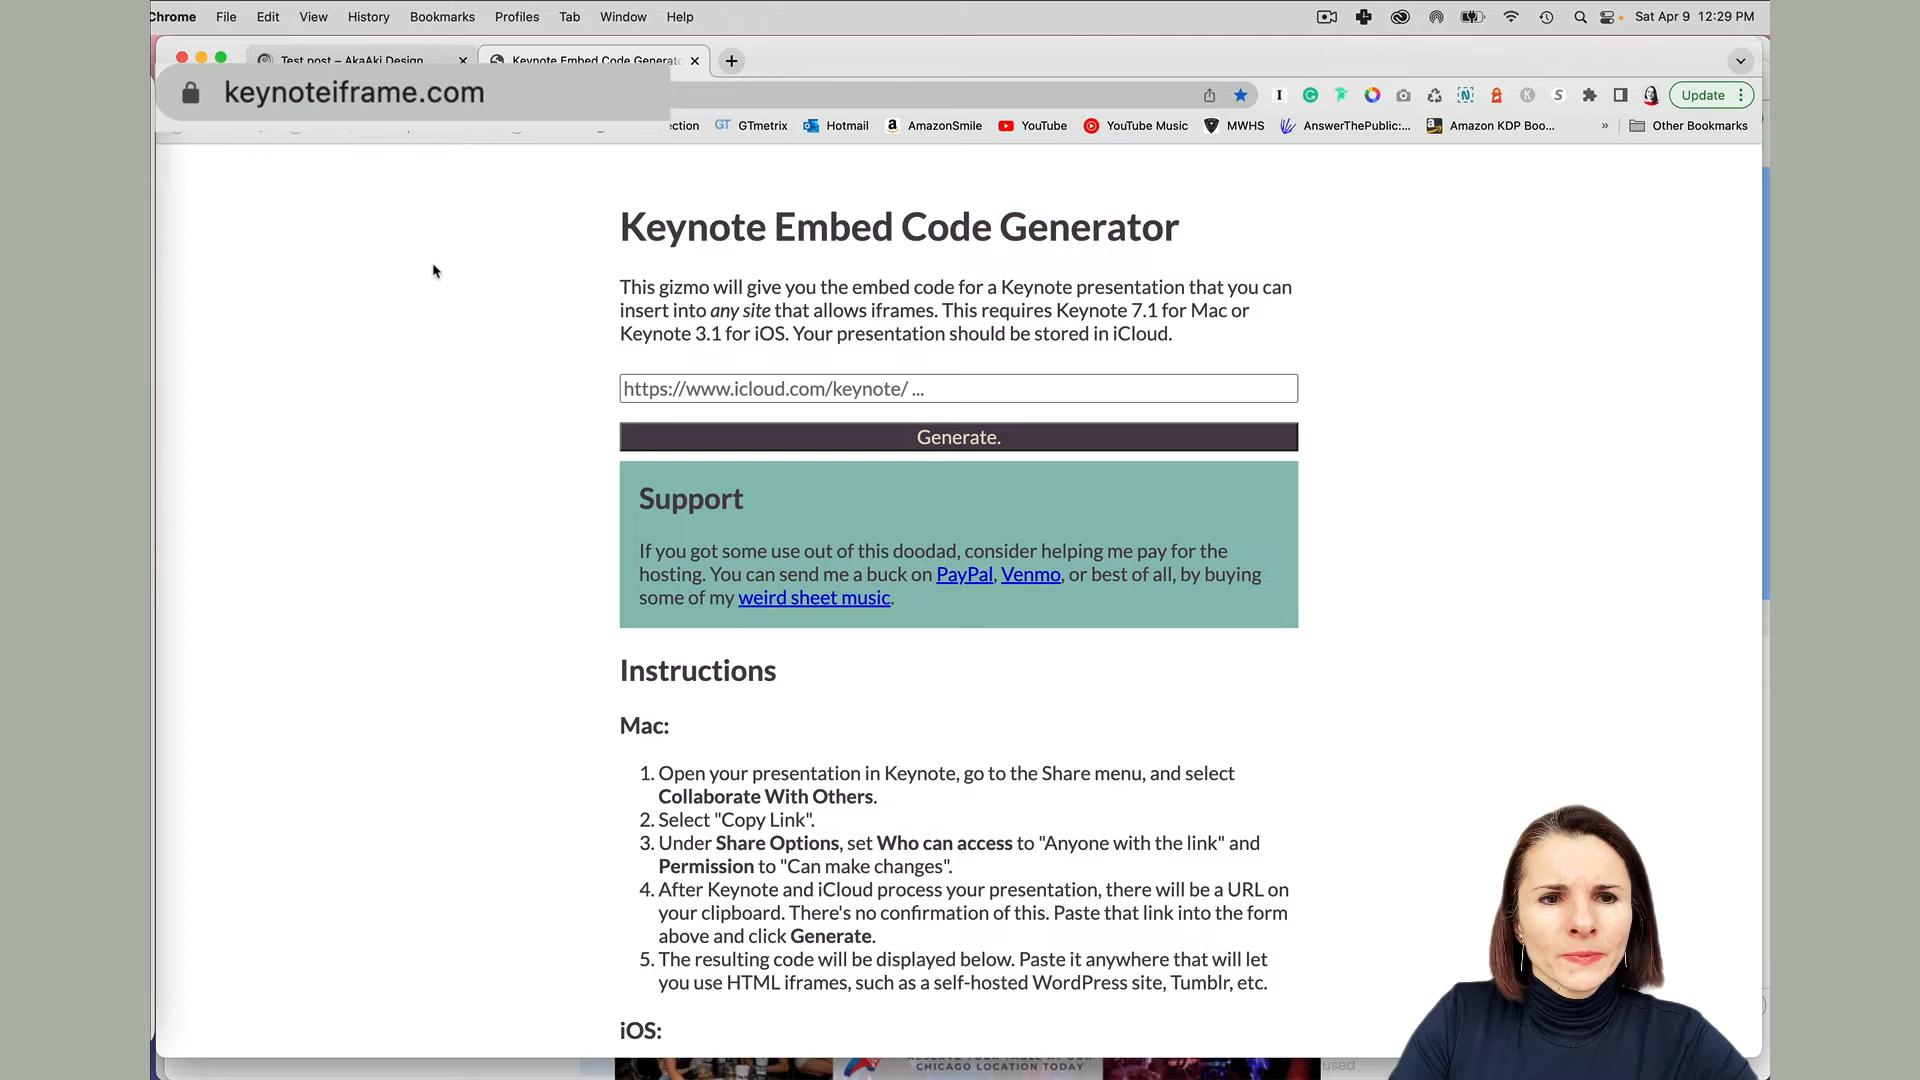 Chrome File Edit View History Bookmarks Profiles Tab Window Help Sat Apr 9 12:29 PM
Test post – AkaAki Design Keynote Embed Code Generato
keynoteiframe.com
Update
ection GTmetrix Hotmail AmazonSmile YouTube YouTube Music MWHS AnswerThePublic:... Amazon KDP Boo... » Other Bookmarks
Keynote Embed Code Generator
This gizmo will give you the embed code for a Keynote presentation that you can
insert into any site that allows iframes. This requires Keynote 7.1 for Mac or
Keynote 3.1 for iOS. Your presentation should be stored in iCloud.
https://www.icloud.com/keynote/ ...
Generate.
Support
If you got some use out of this doodad, consider helping me pay for the
hosting. You can send me a buck on PayPal, Venmo, or best of all, by buying
some of my weird sheet music.
Instructions
Mac:
1. Open your presentation in Keynote, go to the Share menu, and select
Collaborate With Others.
2. Select "Copy Link".
3. Under Share Options, set Who can access to "Anyone with the link" and
Permission to "Can make changes".
4. After Keynote and iCloud process your presentation, there will be a URL on
your clipboard. There's no confirmation of this. Paste that link into the form
above and click Generate.
5. The resulting code will be displayed below. Paste it anywhere that will let
you use HTML iframes, such as a self-hosted WordPress site, Tumblr, etc.
iOS:
CHICAGO LOCATION TODAY
used